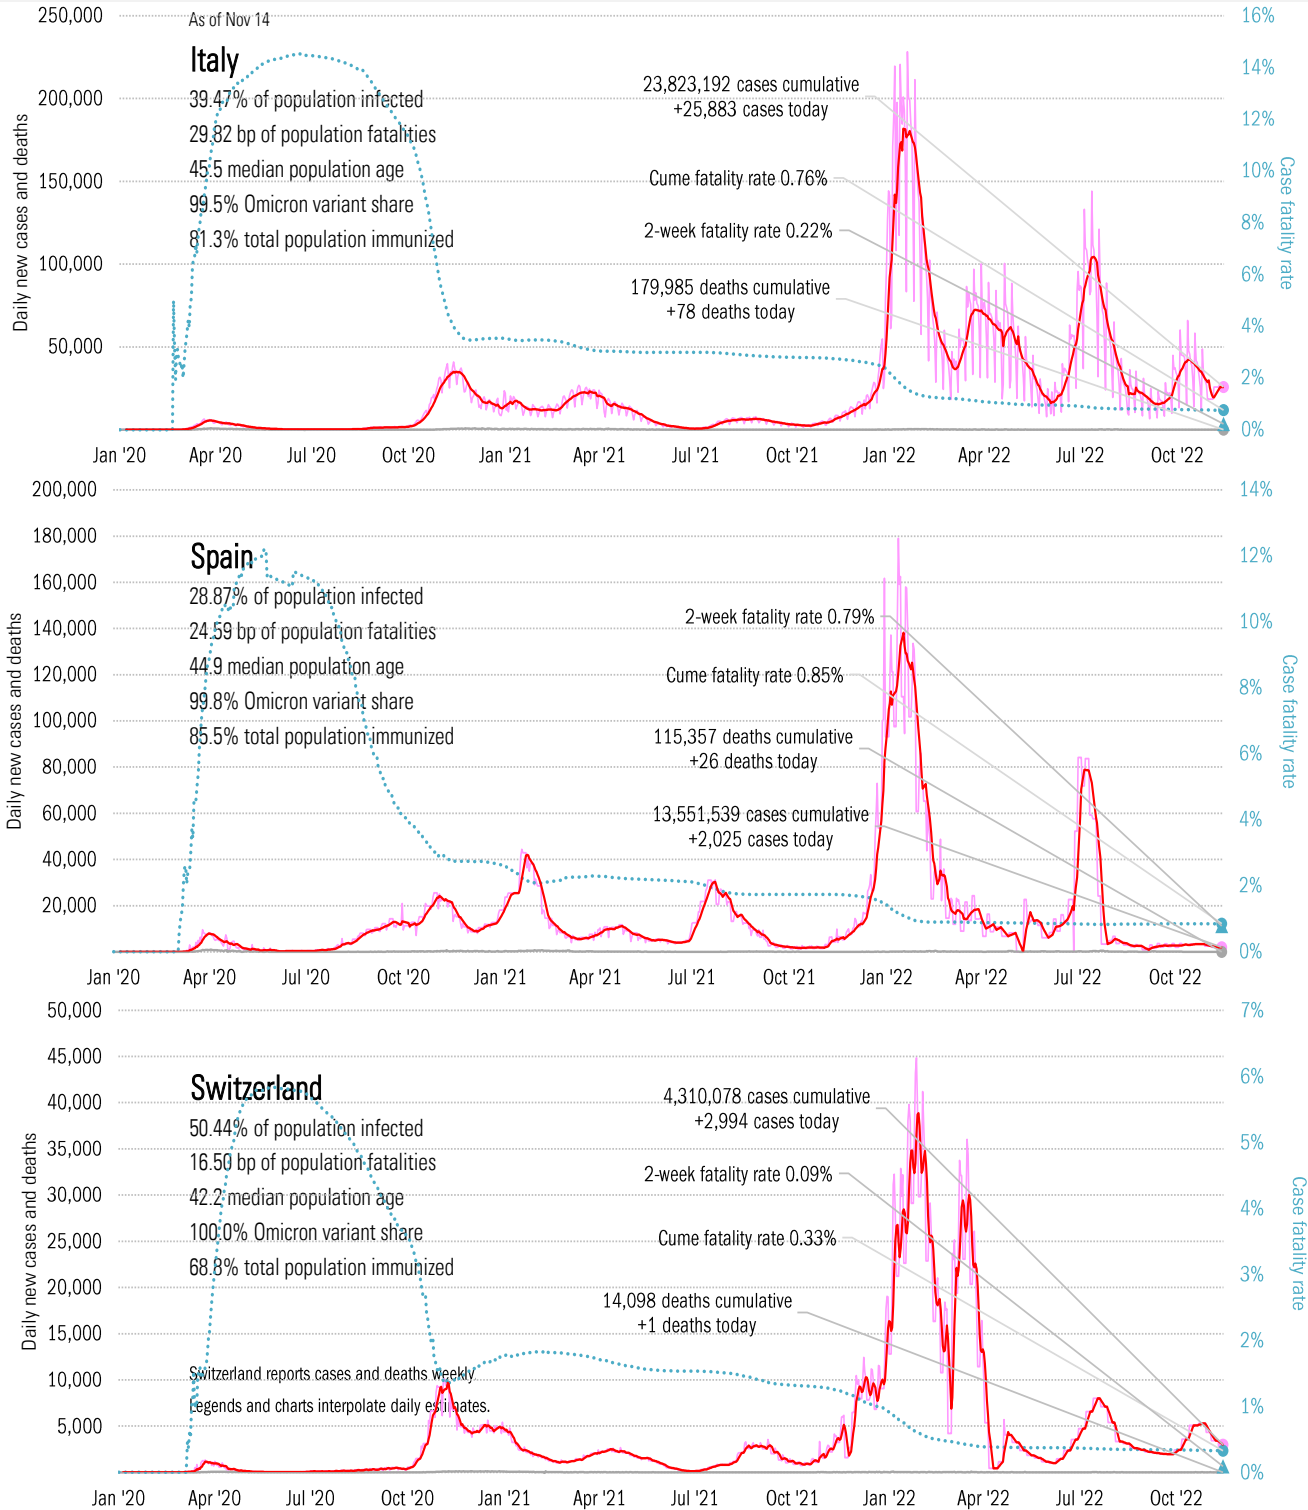 As of Nov 14
Italy
39.47% of population infected
29.82 bp of population fatalities
45.5 median population age
99.5% Omicron variant share
81.3% total population immunized
23,823,192 cases cumulative
+25,883 cases today
Cume fatality rate 0.76%
2-week fatality rate 0.22%
179,985 deaths cumulative
+78 deaths today
Daily new cases and deaths
250,000
200,000
150,000
100,000
50,000
Case fatality rate
16%
14%
12%
10%
8%
6%
4%
2%
0%
Jan '20 Apr '20 Jul '20 Oct '20 Jan '21 Apr '21 Jul '21 Oct '21 Jan '22 Apr '22 Jul '22 Oct '22
Spain
28.87% of population infected
24.59 bp of population fatalities
44.9 median population age
99.8% Omicron variant share
85.5% total population immunized
2-week fatality rate 0.79%
Cume fatality rate 0.85%
115,357 deaths cumulative
+26 deaths today
13,551,539 cases cumulative
+2,025 cases today
Daily new cases and deaths
200,000
180,000
160,000
140,000
120,000
100,000
80,000
60,000
40,000
20,000
Case fatality rate
14%
12%
10%
8%
6%
4%
2%
0%
Jan '20 Apr '20 Jul '20 Oct '20 Jan '21 Apr '21 Jul '21 Oct '21 Jan '22 Apr '22 Jul '22 Oct '22
Switzerland
50.44% of population infected
16.50 bp of population fatalities
42.2 median population age
100.0% Omicron variant share
68.8% total population immunized
Switzerland reports cases and deaths weekly
Legends and charts interpolate daily estimates.
4,310,078 cases cumulative
+2,994 cases today
2-week fatality rate 0.09%
Cume fatality rate 0.33%
14,098 deaths cumulative
+1 deaths today
Daily new cases and deaths
50,000
45,000
40,000
35,000
30,000
25,000
20,000
15,000
10,000
5,000
Case fatality rate
7%
6%
5%
4%
3%
2%
1%
0%
Jan '20 Apr '20 Jul '20 Oct '20 Jan '21 Apr '21 Jul '21 Oct '21 Jan '22 Apr '22 Jul '22 Oct '22